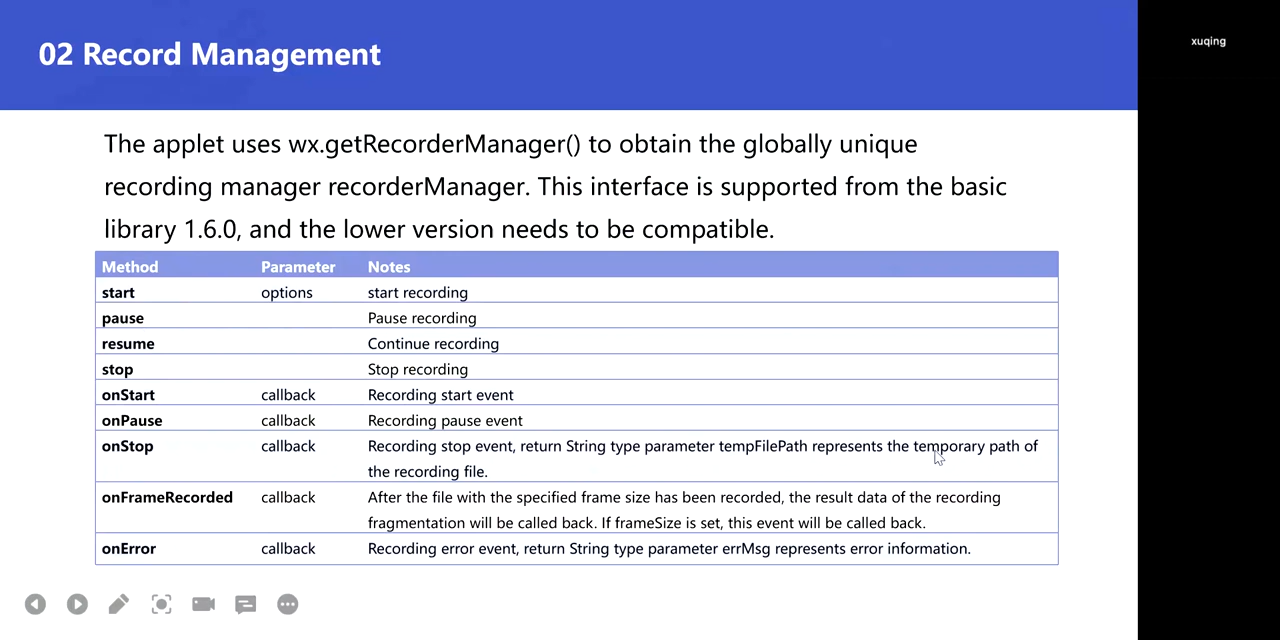 02 Record Management
xuqing
The applet uses wx.getRecorderManager() to obtain the globally unique
recording manager recorderManager. This interface is supported from the basic
library 1.6.0, and the lower version needs to be compatible.
Method Parameter Notes
start options start recording
pause Pause recording
resume Continue recording
stop Stop recording
onStart callback Recording start event
onPause callback Recording pause event
onStop callback Recording stop event, return String type parameter tempFilePath represents the temporary path of
the recording file.
onFrameRecorded callback After the file with the specified frame size has been recorded, the result data of the recording
fragmentation will be called back. If frameSize is set, this event will be called back.
onError callback Recording error event, return String type parameter errMsg represents error information.